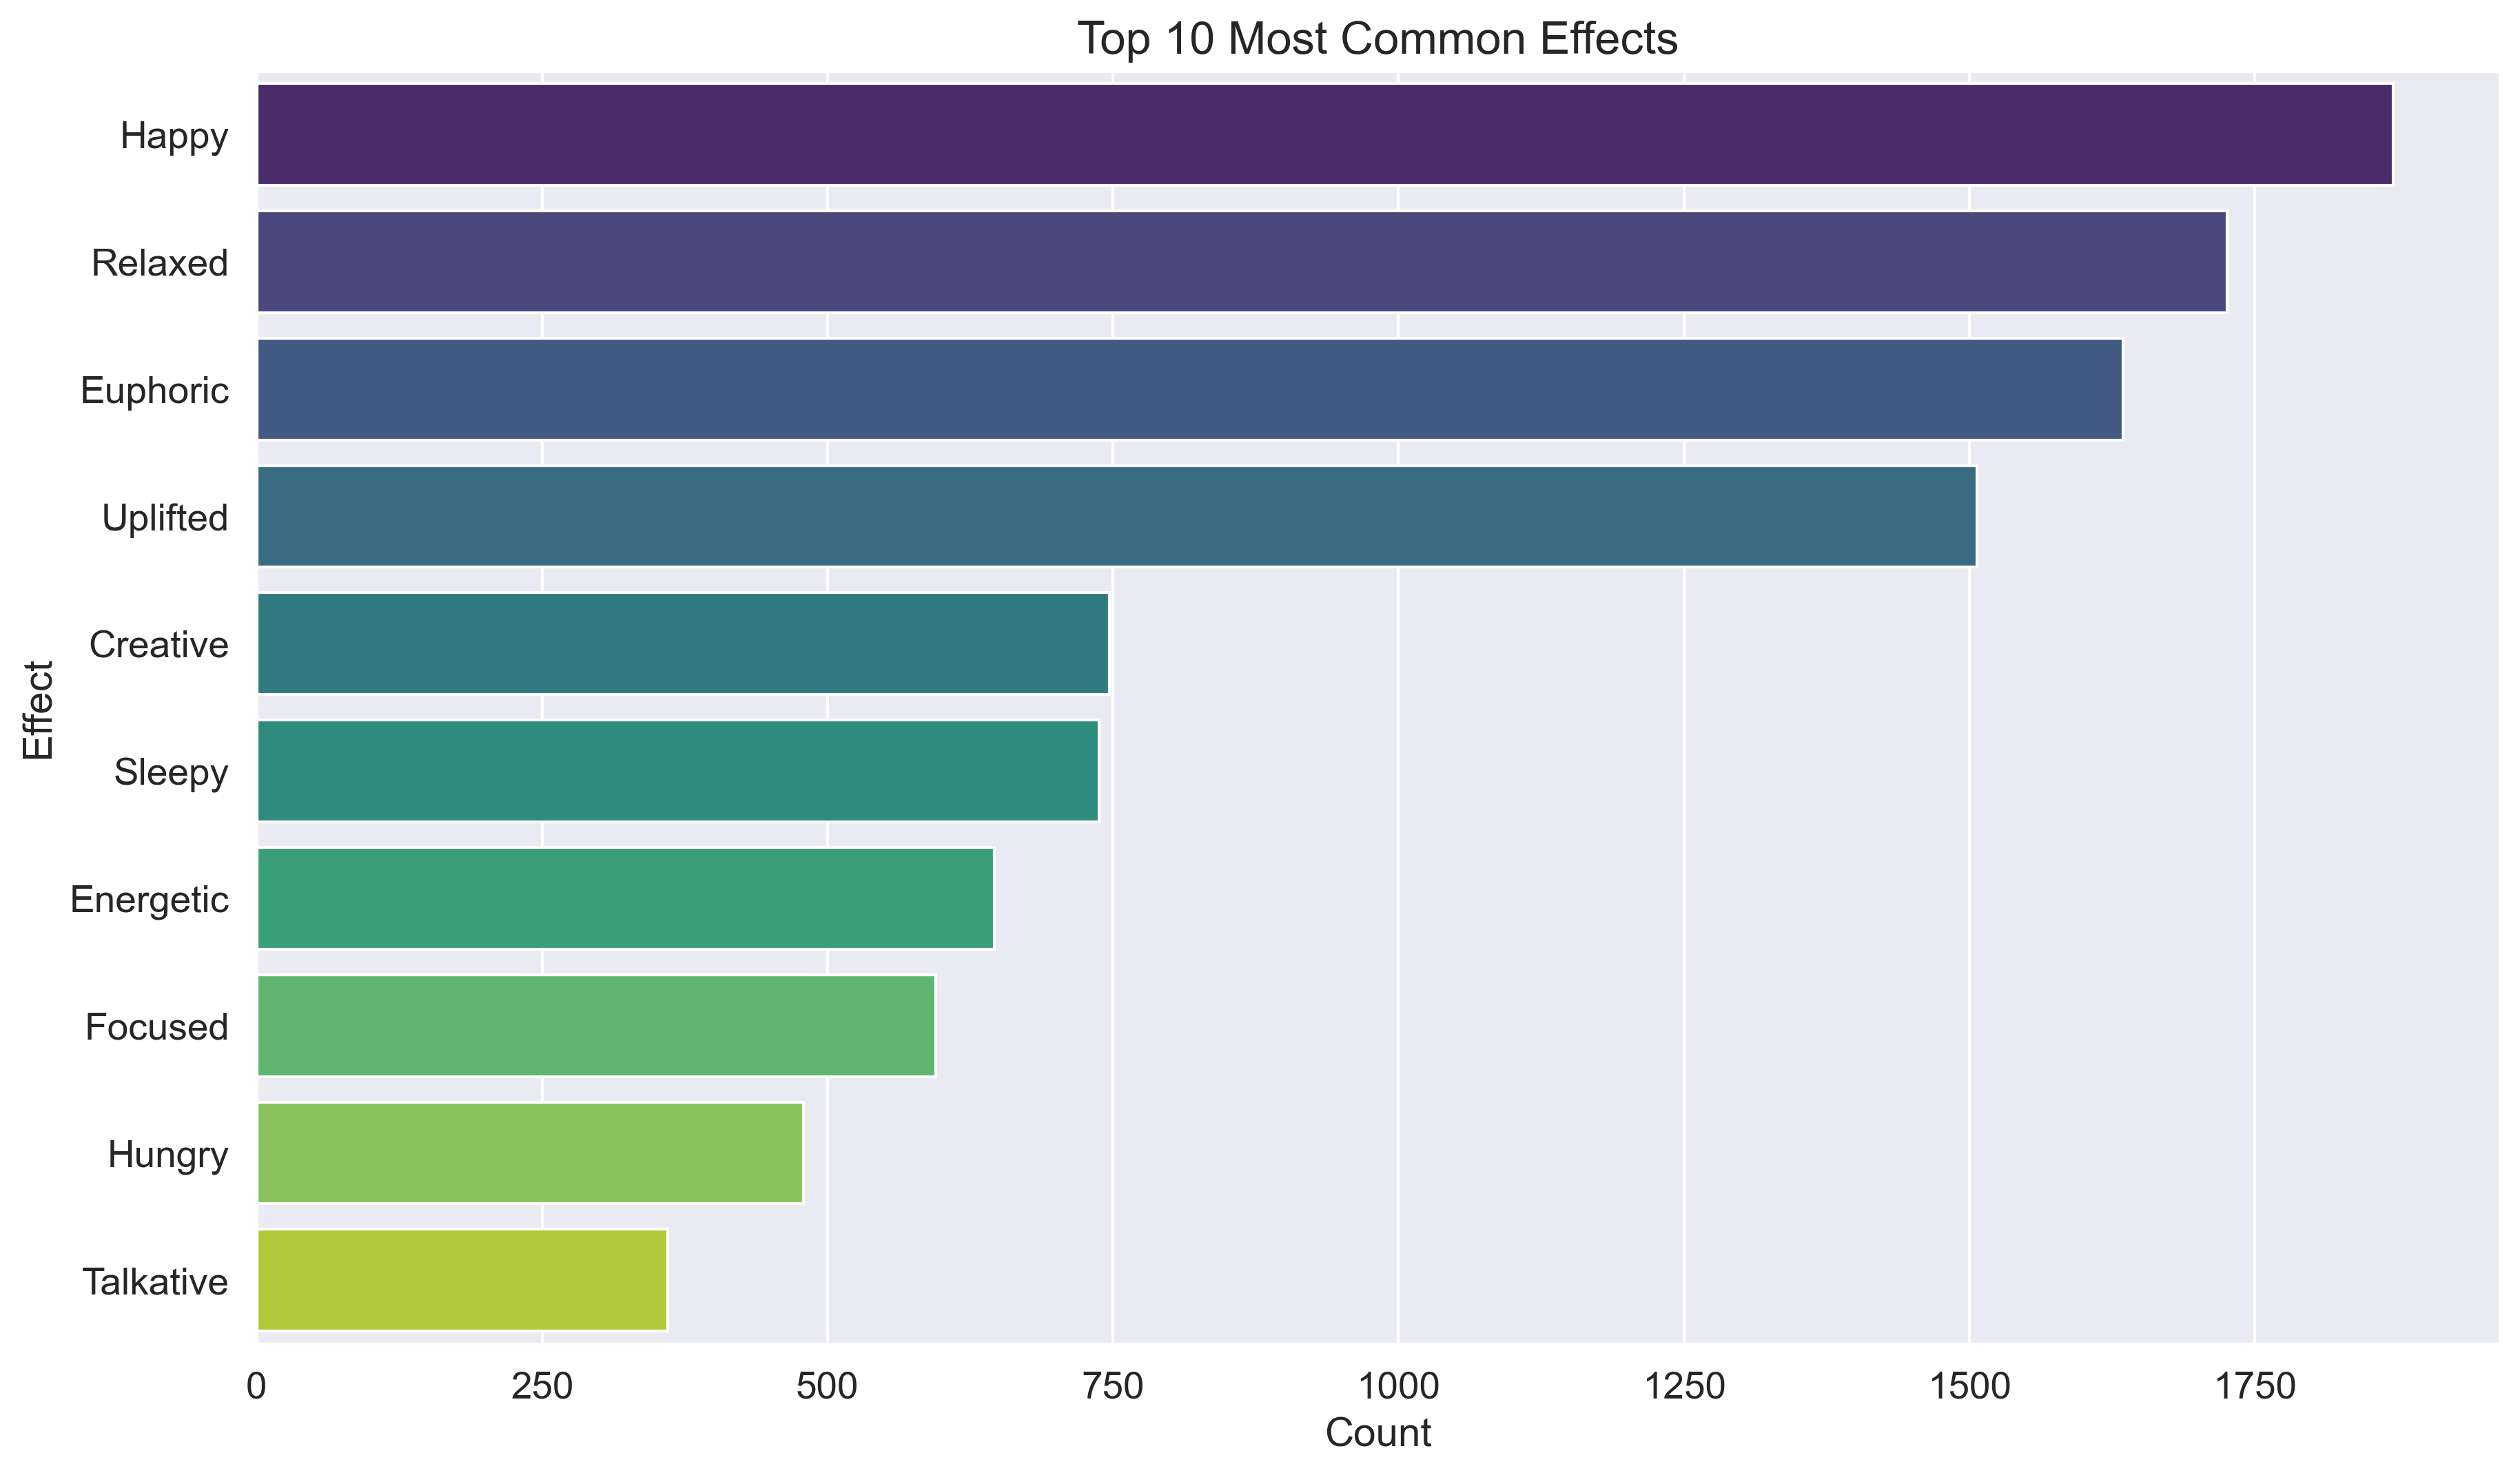 Top 10 Most Common Effects
Happy
Relaxed
Euphoric
Uplifted
Creative
Sleepy
Energetic
Focused
Hungry
Talkative
Effect
0 250 500 750 1000 1250 1500 1750
Count